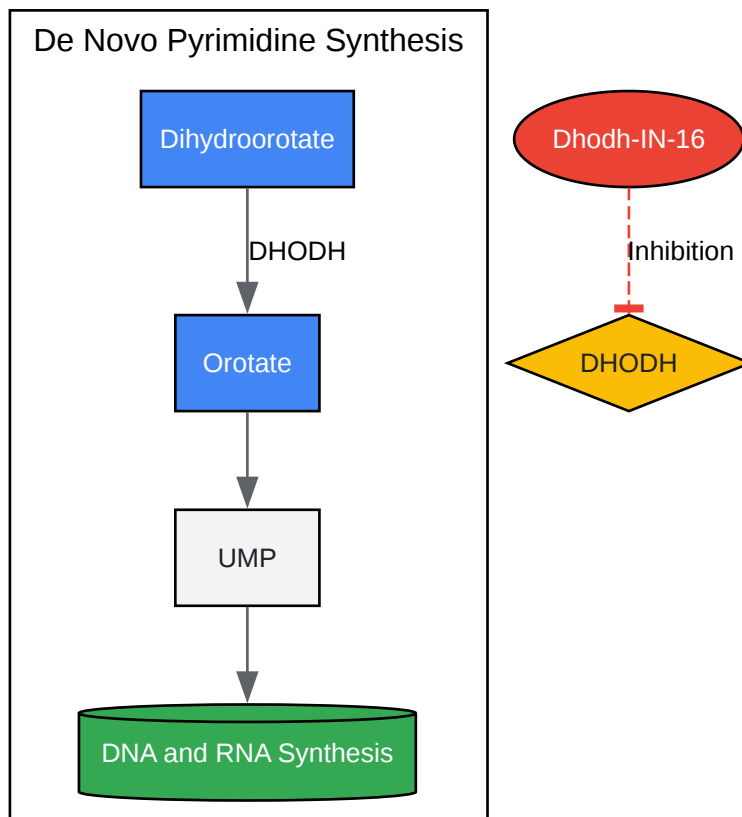 De Novo Pyrimidine Synthesis
Dihydroorotate
DHODH
Orotate
UMP
DNA and RNA Synthesis
Dhodh-IN-16
Inhibition
DHODH